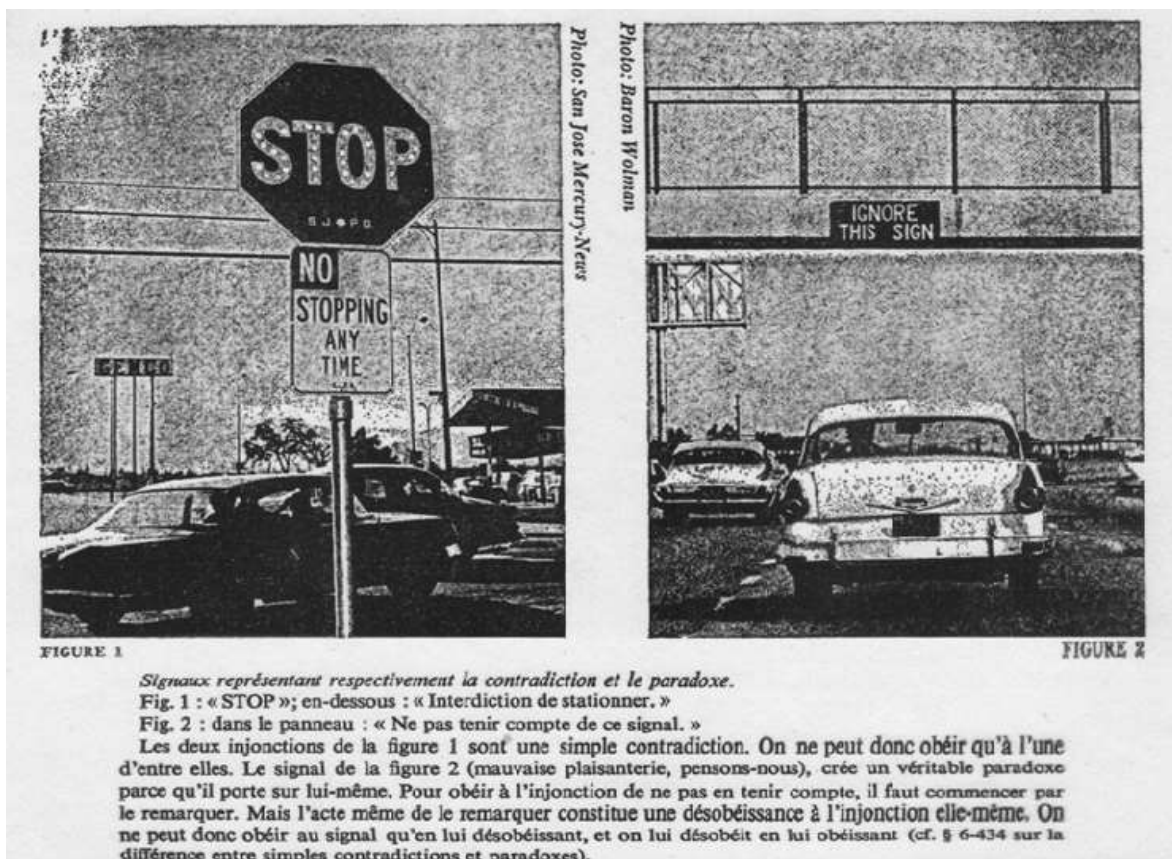 STOP
SJ PD
NO
STOPPING
ANY
TIME
GEMCO
Photo: San Jose Mercury-News
Photo: Baron Wolman
IGNORE
THIS SIGN
FIGURE 1
FIGURE 2
Signaux représentant respectivement la contradiction et le paradoxe.
Fig. 1 : « STOP »; en-dessous : « Interdiction de stationner. »
Fig. 2 : dans le panneau : « Ne pas tenir compte de ce signal. »
Les deux injonctions de la figure 1 sont une simple contradiction. On ne peut donc obéir qu'à l'une
d'entre elles. Le signal de la figure 2 (mauvaise plaisanterie, pensons-nous), crée un véritable paradoxe
parce qu'il porte sur lui-même. Pour obéir à l'injonction de ne pas en tenir compte, il faut commencer par
le remarquer. Mais l'acte même de le remarquer constitue une désobéissance à l'injonction elle-même. On
ne peut donc obéir au signal qu'en lui désobéissant, et on lui désobéit en lui obéissant (cf. § 6-434 sur la
différence entre simples contradictions et paradoxes).